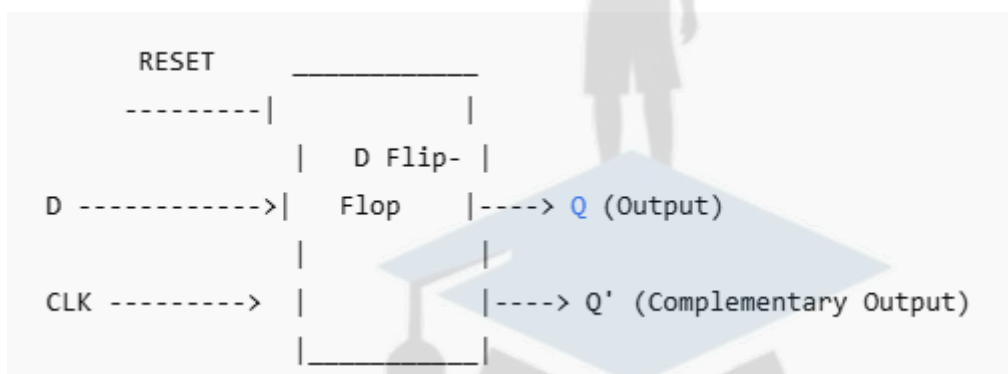 RESET
D Flip-
D Flop Q (Output)
CLK Q' (Complementary Output)